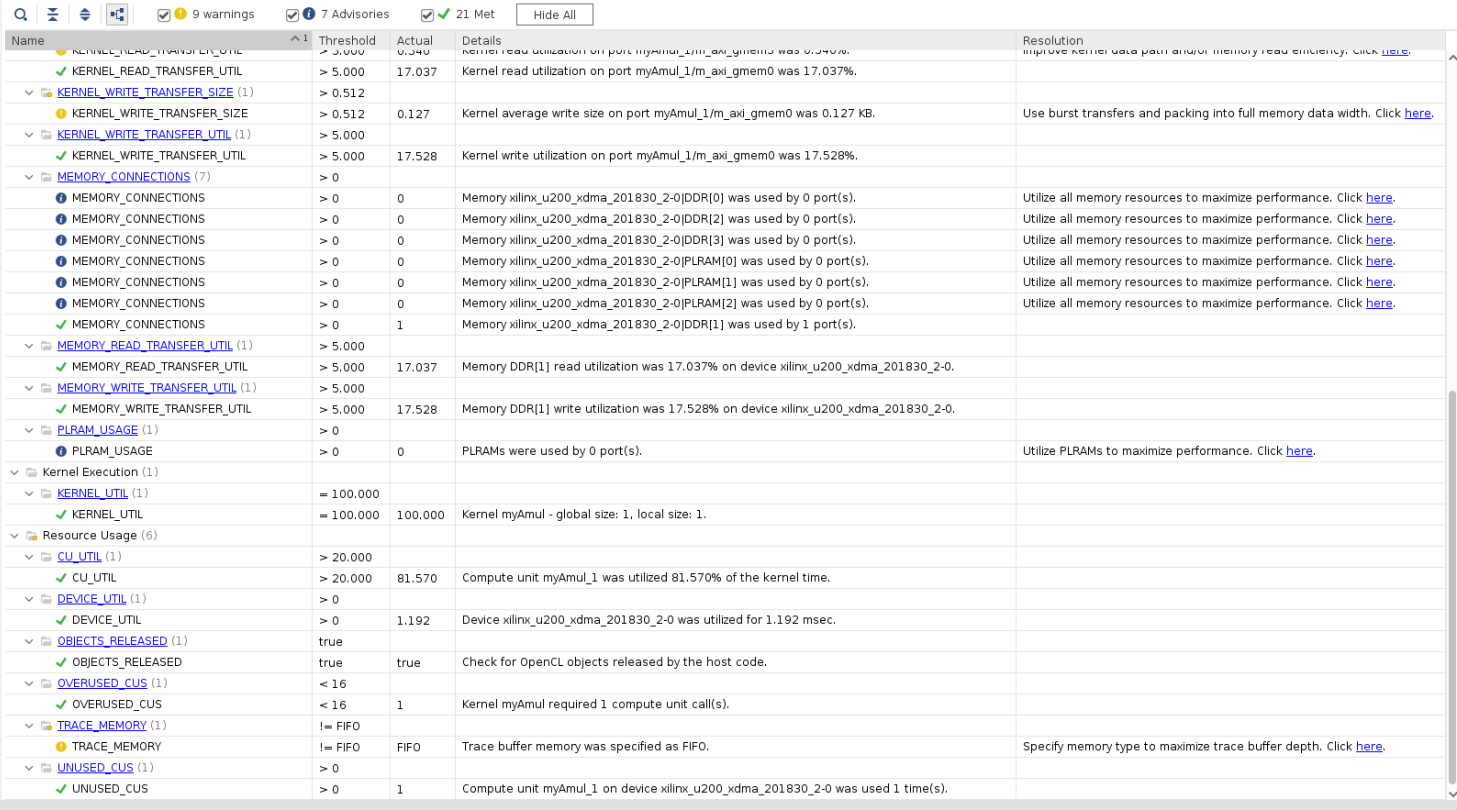 9 warnings 7 Advisories 21 Met Hide All
Name 1 Threshold Actual Details Resolution
KERNEL_READ_TRANSFER_UTIL > 5.000 0.540 Kernel read utilization on port myAmul_1/m_axi_gmem3 was 0.540%. Improve kernel data path and/or memory read efficiency. Click here.
KERNEL_READ_TRANSFER_UTIL > 5.000 17.037 Kernel read utilization on port myAmul_1/m_axi_gmem0 was 17.037%.
KERNEL_WRITE_TRANSFER_SIZE (1) > 0.512
KERNEL_WRITE_TRANSFER_SIZE > 0.512 0.127 Kernel average write size on port myAmul_1/m_axi_gmem0 was 0.127 KB. Use burst transfers and packing into full memory data width. Click here.
KERNEL_WRITE_TRANSFER_UTIL (1) > 5.000
KERNEL_WRITE_TRANSFER_UTIL > 5.000 17.528 Kernel write utilization on port myAmul_1/m_axi_gmem0 was 17.528%.
MEMORY_CONNECTIONS (7) > 0
MEMORY_CONNECTIONS > 0 0 Memory xilinx_u200_xdma_201830_2-0|DDR[0] was used by 0 port(s). Utilize all memory resources to maximize performance. Click here.
MEMORY_CONNECTIONS > 0 0 Memory xilinx_u200_xdma_201830_2-0|DDR[2] was used by 0 port(s). Utilize all memory resources to maximize performance. Click here.
MEMORY_CONNECTIONS > 0 0 Memory xilinx_u200_xdma_201830_2-0|DDR[3] was used by 0 port(s). Utilize all memory resources to maximize performance. Click here.
MEMORY_CONNECTIONS > 0 0 Memory xilinx_u200_xdma_201830_2-0|PLRAM[0] was used by 0 port(s). Utilize all memory resources to maximize performance. Click here.
MEMORY_CONNECTIONS > 0 0 Memory xilinx_u200_xdma_201830_2-0|PLRAM[1] was used by 0 port(s). Utilize all memory resources to maximize performance. Click here.
MEMORY_CONNECTIONS > 0 0 Memory xilinx_u200_xdma_201830_2-0|PLRAM[2] was used by 0 port(s). Utilize all memory resources to maximize performance. Click here.
MEMORY_CONNECTIONS > 0 1 Memory xilinx_u200_xdma_201830_2-0|DDR[1] was used by 1 port(s).
MEMORY_READ_TRANSFER_UTIL (1) > 5.000
MEMORY_READ_TRANSFER_UTIL > 5.000 17.037 Memory DDR[1] read utilization was 17.037% on device xilinx_u200_xdma_201830_2-0.
MEMORY_WRITE_TRANSFER_UTIL (1) > 5.000
MEMORY_WRITE_TRANSFER_UTIL > 5.000 17.528 Memory DDR[1] write utilization was 17.528% on device xilinx_u200_xdma_201830_2-0.
PLRAM_USAGE (1) > 0
PLRAM_USAGE > 0 0 PLRAMs were used by 0 port(s). Utilize PLRAMs to maximize performance. Click here.
Kernel Execution (1)
KERNEL_UTIL (1) = 100.000
KERNEL_UTIL = 100.000 100.000 Kernel myAmul - global size: 1, local size: 1.
Resource Usage (6)
CU_UTIL (1) > 20.000
CU_UTIL > 20.000 81.570 Compute unit myAmul_1 was utilized 81.570% of the kernel time.
DEVICE_UTIL (1) > 0
DEVICE_UTIL > 0 1.192 Device xilinx_u200_xdma_201830_2-0 was utilized for 1.192 msec.
OBJECTS_RELEASED (1) true
OBJECTS_RELEASED true true Check for OpenCL objects released by the host code.
OVERUSED_CUS (1) < 16
OVERUSED_CUS < 16 1 Kernel myAmul required 1 compute unit call(s).
TRACE_MEMORY (1) != FIFO
TRACE_MEMORY != FIFO FIFO Trace buffer memory was specified as FIFO. Specify memory type to maximize trace buffer depth. Click here.
UNUSED_CUS (1) > 0
UNUSED_CUS > 0 1 Compute unit myAmul_1 on device xilinx_u200_xdma_201830_2-0 was used 1 time(s).